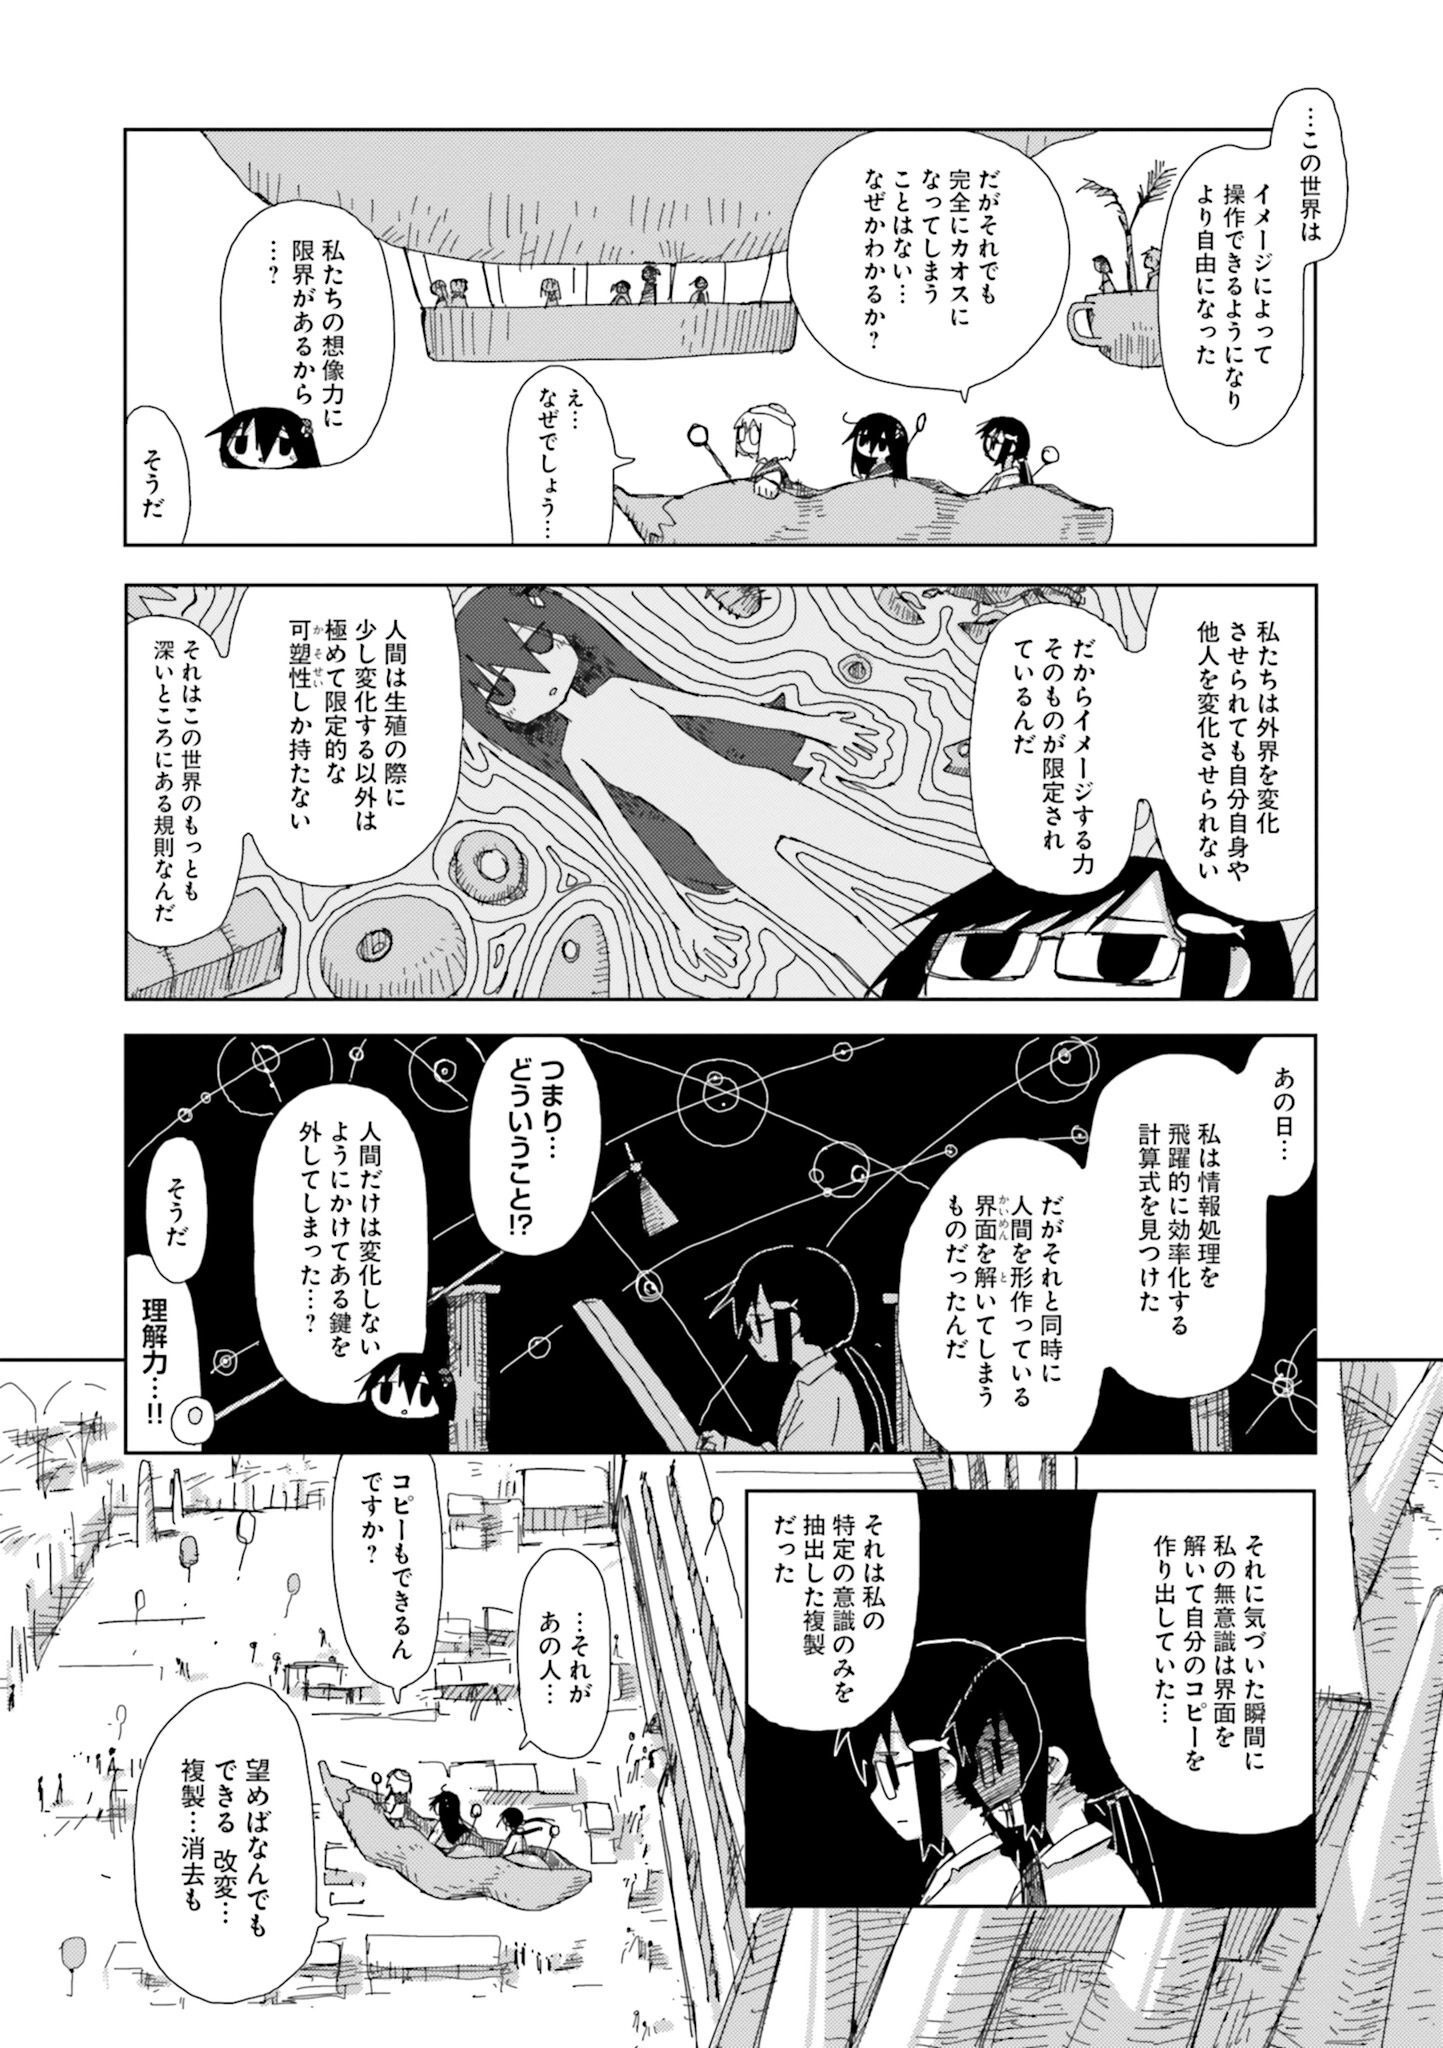 …この世界は
イメージによって
操作できるようになり
より自由になった
だがそれでも
完全にカオスに
なってしまう
ことはない…
なぜかわかるか？
え…
なぜでしょう…
私たちの想像力に
限界があるから
…？
そうだ
私たちは外界を変化
させられても自分自身や
他人を変化させられない
だからイメージする力
そのものが限定され
ているんだ
人間は生殖の際に
少し変化する以外は
極めて限定的な
可塑性しか持たない
かそせい
それはこの世界のもっとも
深いところにある規則なんだ
あの日…
私は情報処理を
飛躍的に効率化する
計算式を見つけた
だがそれと同時に
人間を形作っている
界面を解いてしまう
かいめん
と
ものだったんだ
つまり…
どういうこと!?
人間だけは変化しない
ようにかけてある鍵を
外してしまった……？
そうだ
理解力…!!
それに気づいた瞬間に
私の無意識は界面を
解いて自分のコピーを
作り出していた…
それは私の
特定の意識のみを
抽出した複製
だった
…それが
あの人…
コピーもできるん
ですか？
望めばなんでも
できる 改変…
複製…消去も